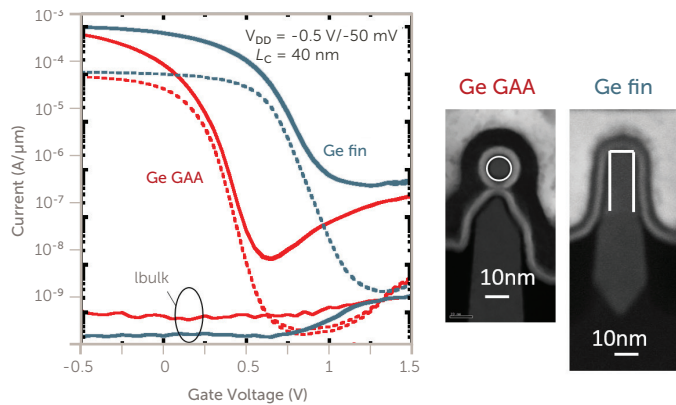 10⁻³
10⁻⁴
10⁻⁵
10⁻⁶
10⁻⁷
10⁻⁸
10⁻⁹
Current (A/µm)
V_DD = -0.5 V/-50 mV
L_C = 40 nm
Ge fin
Ge GAA
lbulk
-0.5
0
0.5
1
1.5
Gate Voltage (V)
Ge GAA
Ge fin
10nm
10nm